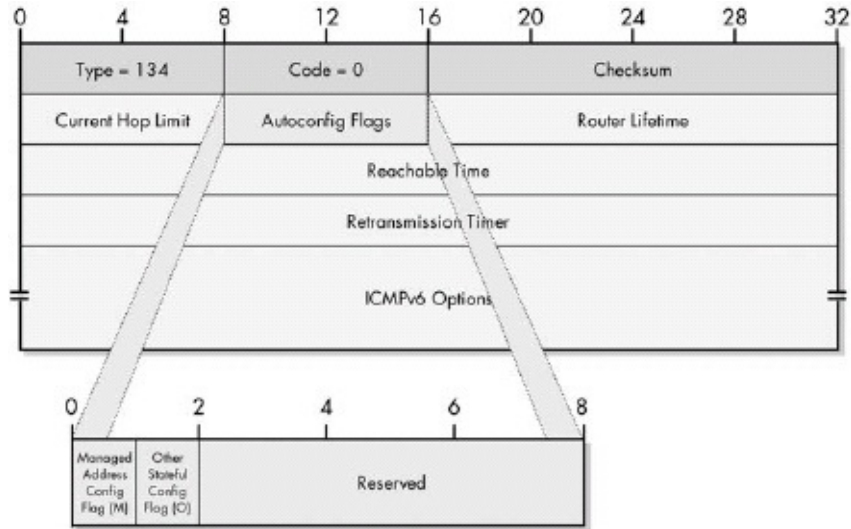 0 4 8 12 16 20 24 28 32
Type = 134 Code = 0 Checksum
Current Hop Limit Autoconfig Flags Router Lifetime
Reachable Time
Retransmission Timer
ICMPv6 Options
0 2 4 6 8
Managed
Address
Config
Flag (M)
Other
Stateful
Config
Flag (O)
Reserved